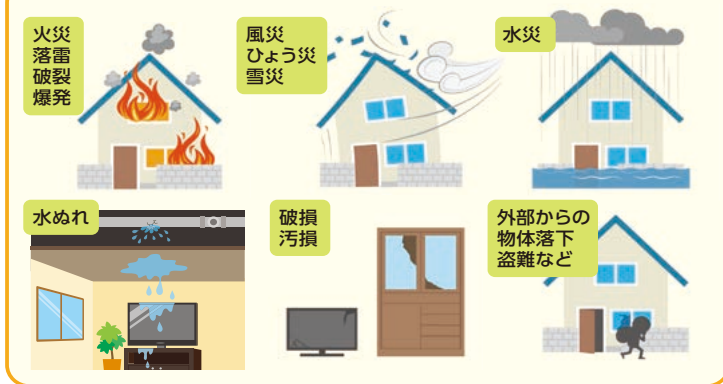 火災
落雷
破裂
爆発
風災
ひょう災
雪災
水災
水ぬれ
破損
汚損
外部からの
物体落下
盗難など